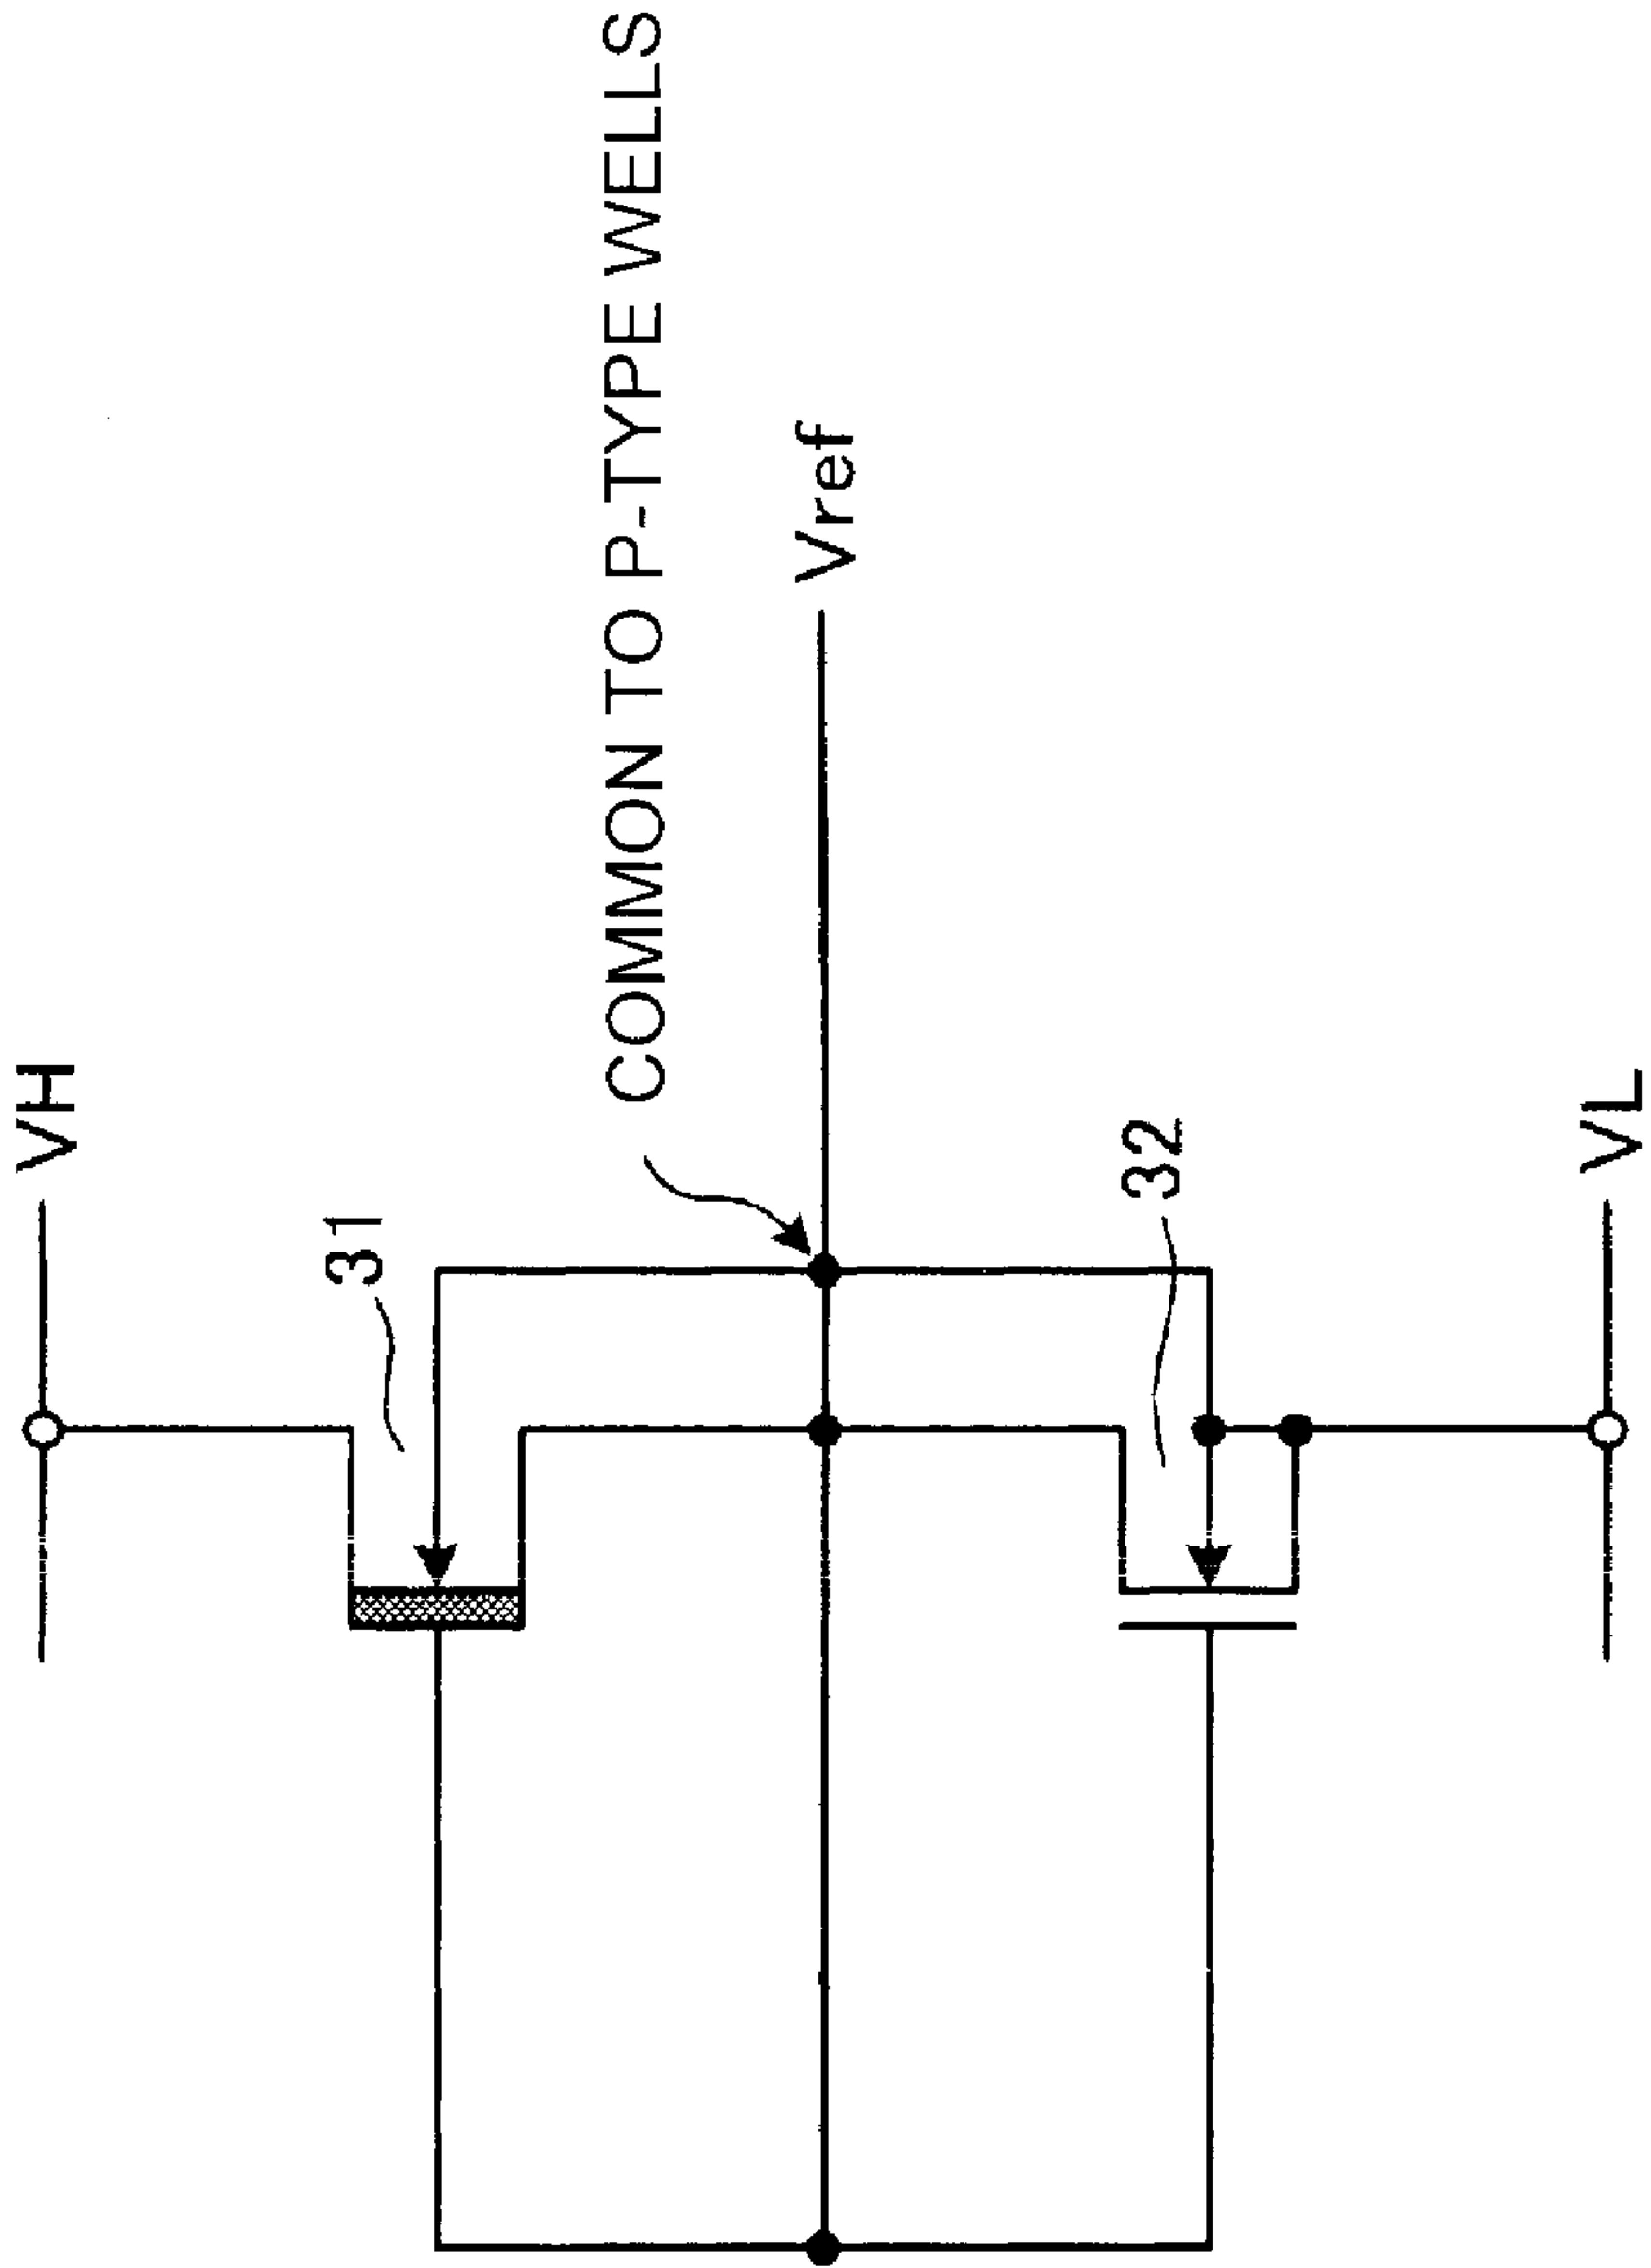 VH
31
COMMON TO P-TYPE WELLS
Vref
32
VL